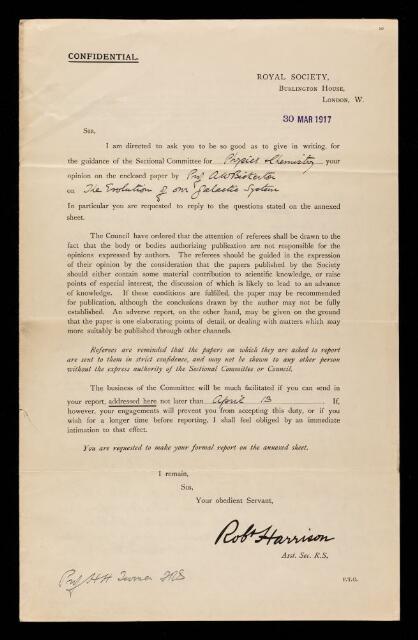 CONFIDENTIAL.
ROYAL SOCIETY,
BURLINGTON HOUSE,
LONDON, W.
30 MAR 1917
SIR,
I am directed to ask you to be so good as to give in writing, for
the guidance of the Sectional Committee for Physics & Chemistry your
opinion on the enclosed paper by Prof A W Bickerton
on The Evolution of our Galactic System
In particular you are requested to reply to the questions stated on the annexed
sheet.
The Council have ordered that the attention of referees shall be drawn to the
fact that the body or bodies authorizing publication are not responsible for the
opinions expressed by authors. The referees should be guided in the expression
of their opinion by the consideration that the papers published by the Society
should either contain some material contribution to scientific knowledge, or raise
points of especial interest, the discussion of which is likely to lead to an advance
of knowledge. If these conditions are fulfilled, the paper may be recommended
for publication, although the conclusions drawn by the author may not be fully
established. An adverse report, on the other hand, may be given on the ground
that the paper is one elaborating points of detail, or dealing with matters which may
more suitably be published through other channels.
Referees are reminded that the papers on which they are asked to report
are sent to them in strict confidence, and may not be shown to any other person
without the express authority of the Sectional Committee or Council.
The business of the Committee will be much facilitated if you can send in
your report, addressed here not later than April 13. If,
however, your engagements will prevent you from accepting this duty, or if you
wish for a longer time before reporting, I shall feel obliged by an immediate
intimation to that effect.
You are requested to make your formal report on the annexed sheet.
I remain,
SIR,
Your obedient Servant,
Robt Harrison
Asst. Sec. R.S.
Prof H H Turner FRS
P.T.O.